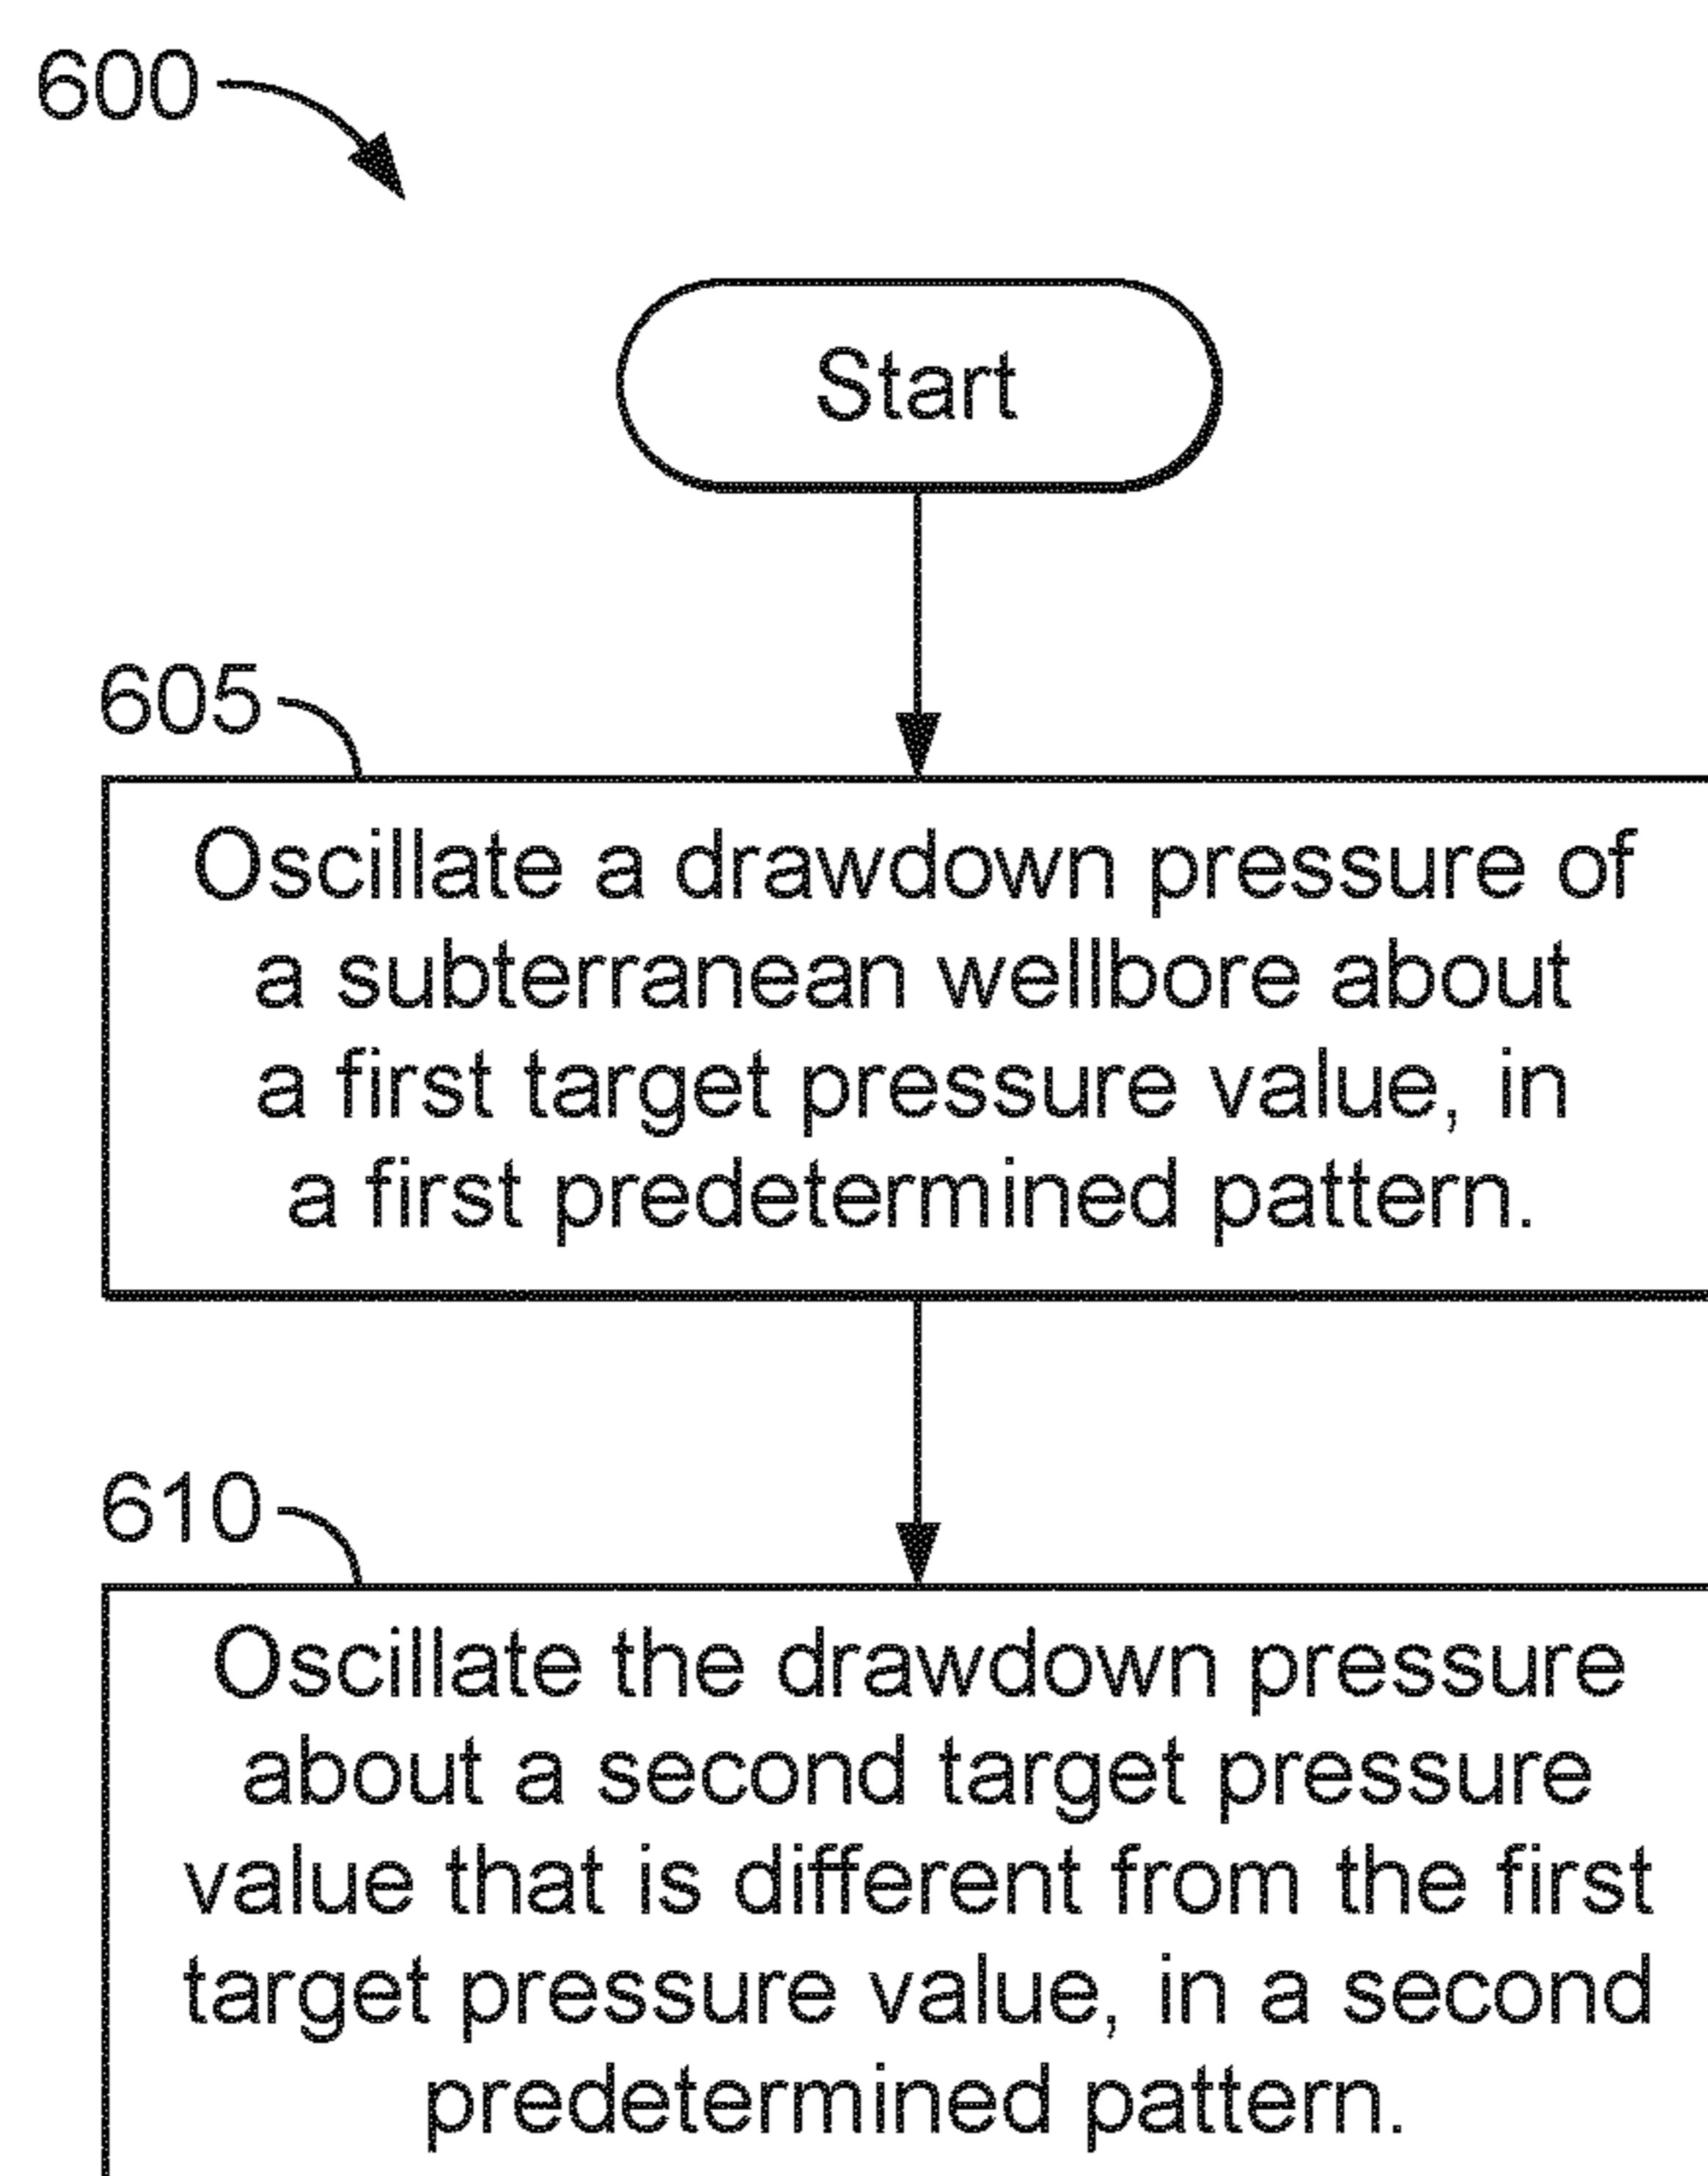 600
Start
605
Oscillate a drawdown pressure of
a subterranean wellbore about
a first target pressure value, in
a first predetermined pattern.
610
Oscillate the drawdown pressure
about a second target pressure
value that is different from the first
target pressure value, in a second
predetermined pattern.